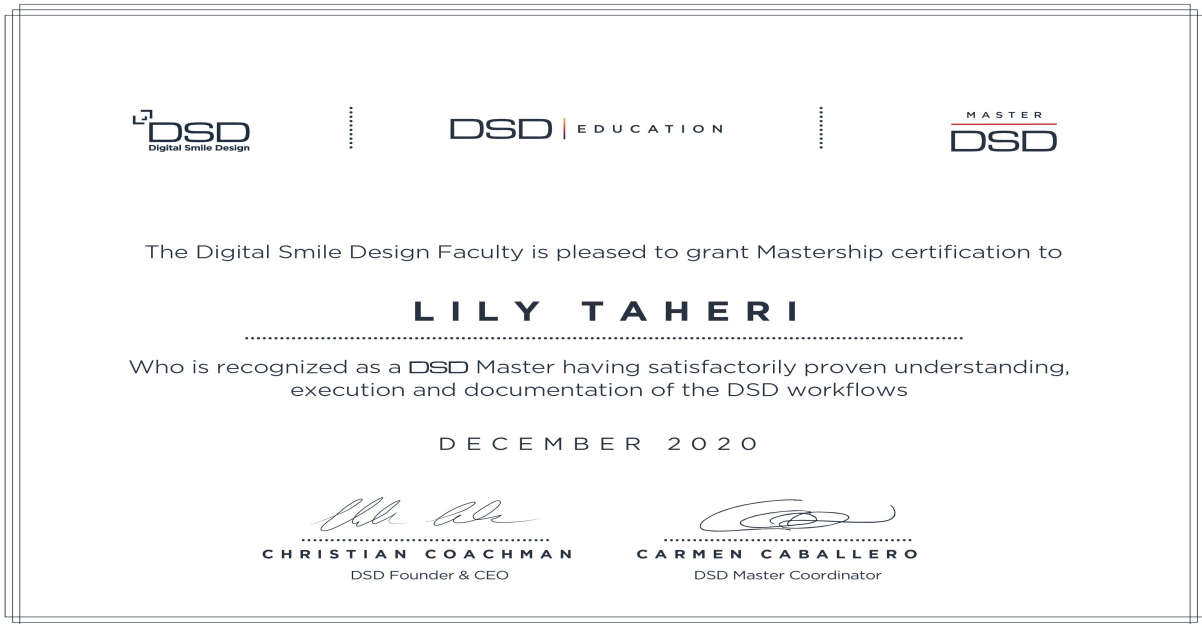 DSD
Digital Smile Design
DSD | EDUCATION
MASTER
DSD
The Digital Smile Design Faculty is pleased to grant Mastership certification to
LILY TAHERI
Who is recognized as a DSD Master having satisfactorily proven understanding,
execution and documentation of the DSD workflows
DECEMBER 2020
CHRISTIAN COACHMAN
DSD Founder & CEO
CARMEN CABALLERO
DSD Master Coordinator